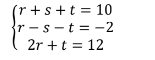 r + s + t = 10
r − s − t = −2
2r + t = 12